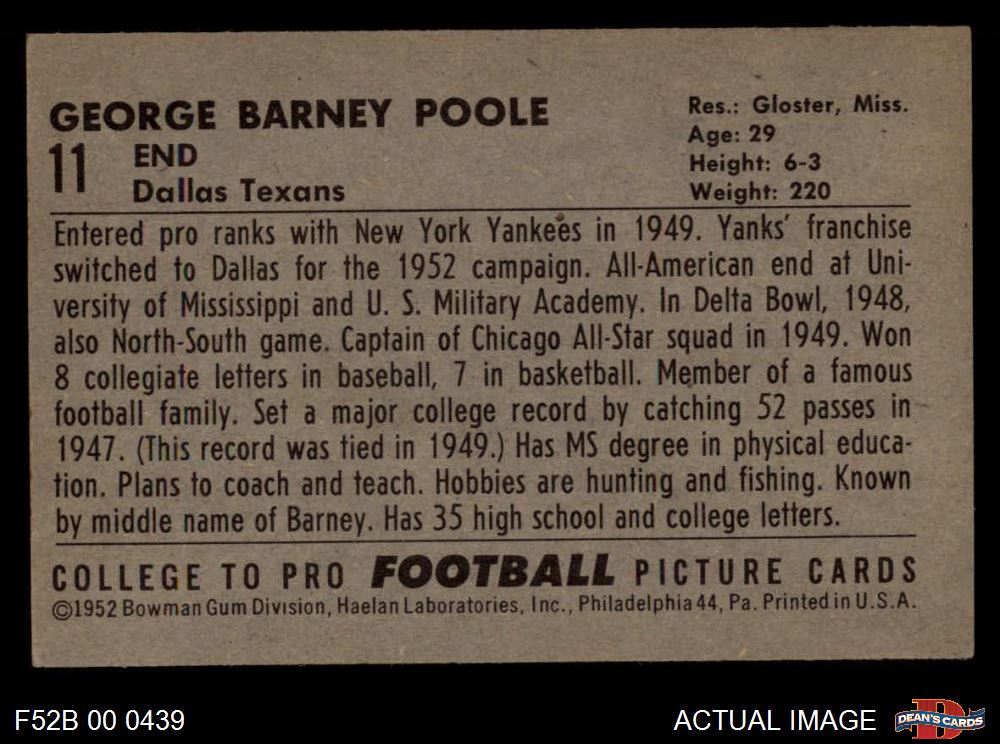 GEORGE BARNEY POOLE
11 END
Dallas Texans
Res.: Gloster, Miss.
Age: 29
Height: 6-3
Weight: 220
Entered pro ranks with New York Yankees in 1949. Yanks' franchise
switched to Dallas for the 1952 campaign. All-American end at Uni-
versity of Mississippi and U. S. Military Academy. In Delta Bowl, 1948,
also North-South game. Captain of Chicago All-Star squad in 1949. Won
8 collegiate letters in baseball, 7 in basketball. Member of a famous
football family. Set a major college record by catching 52 passes in
1947. (This record was tied in 1949.) Has MS degree in physical educa-
tion. Plans to coach and teach. Hobbies are hunting and fishing. Known
by middle name of Barney. Has 35 high school and college letters.
COLLEGE TO PRO FOOTBALL PICTURE CARDS
©1952 Bowman Gum Division, Haelan Laboratories, Inc., Philadelphia 44, Pa. Printed in U.S.A.
F52B 00 0439
ACTUAL IMAGE
D
DEAN'S CARDS